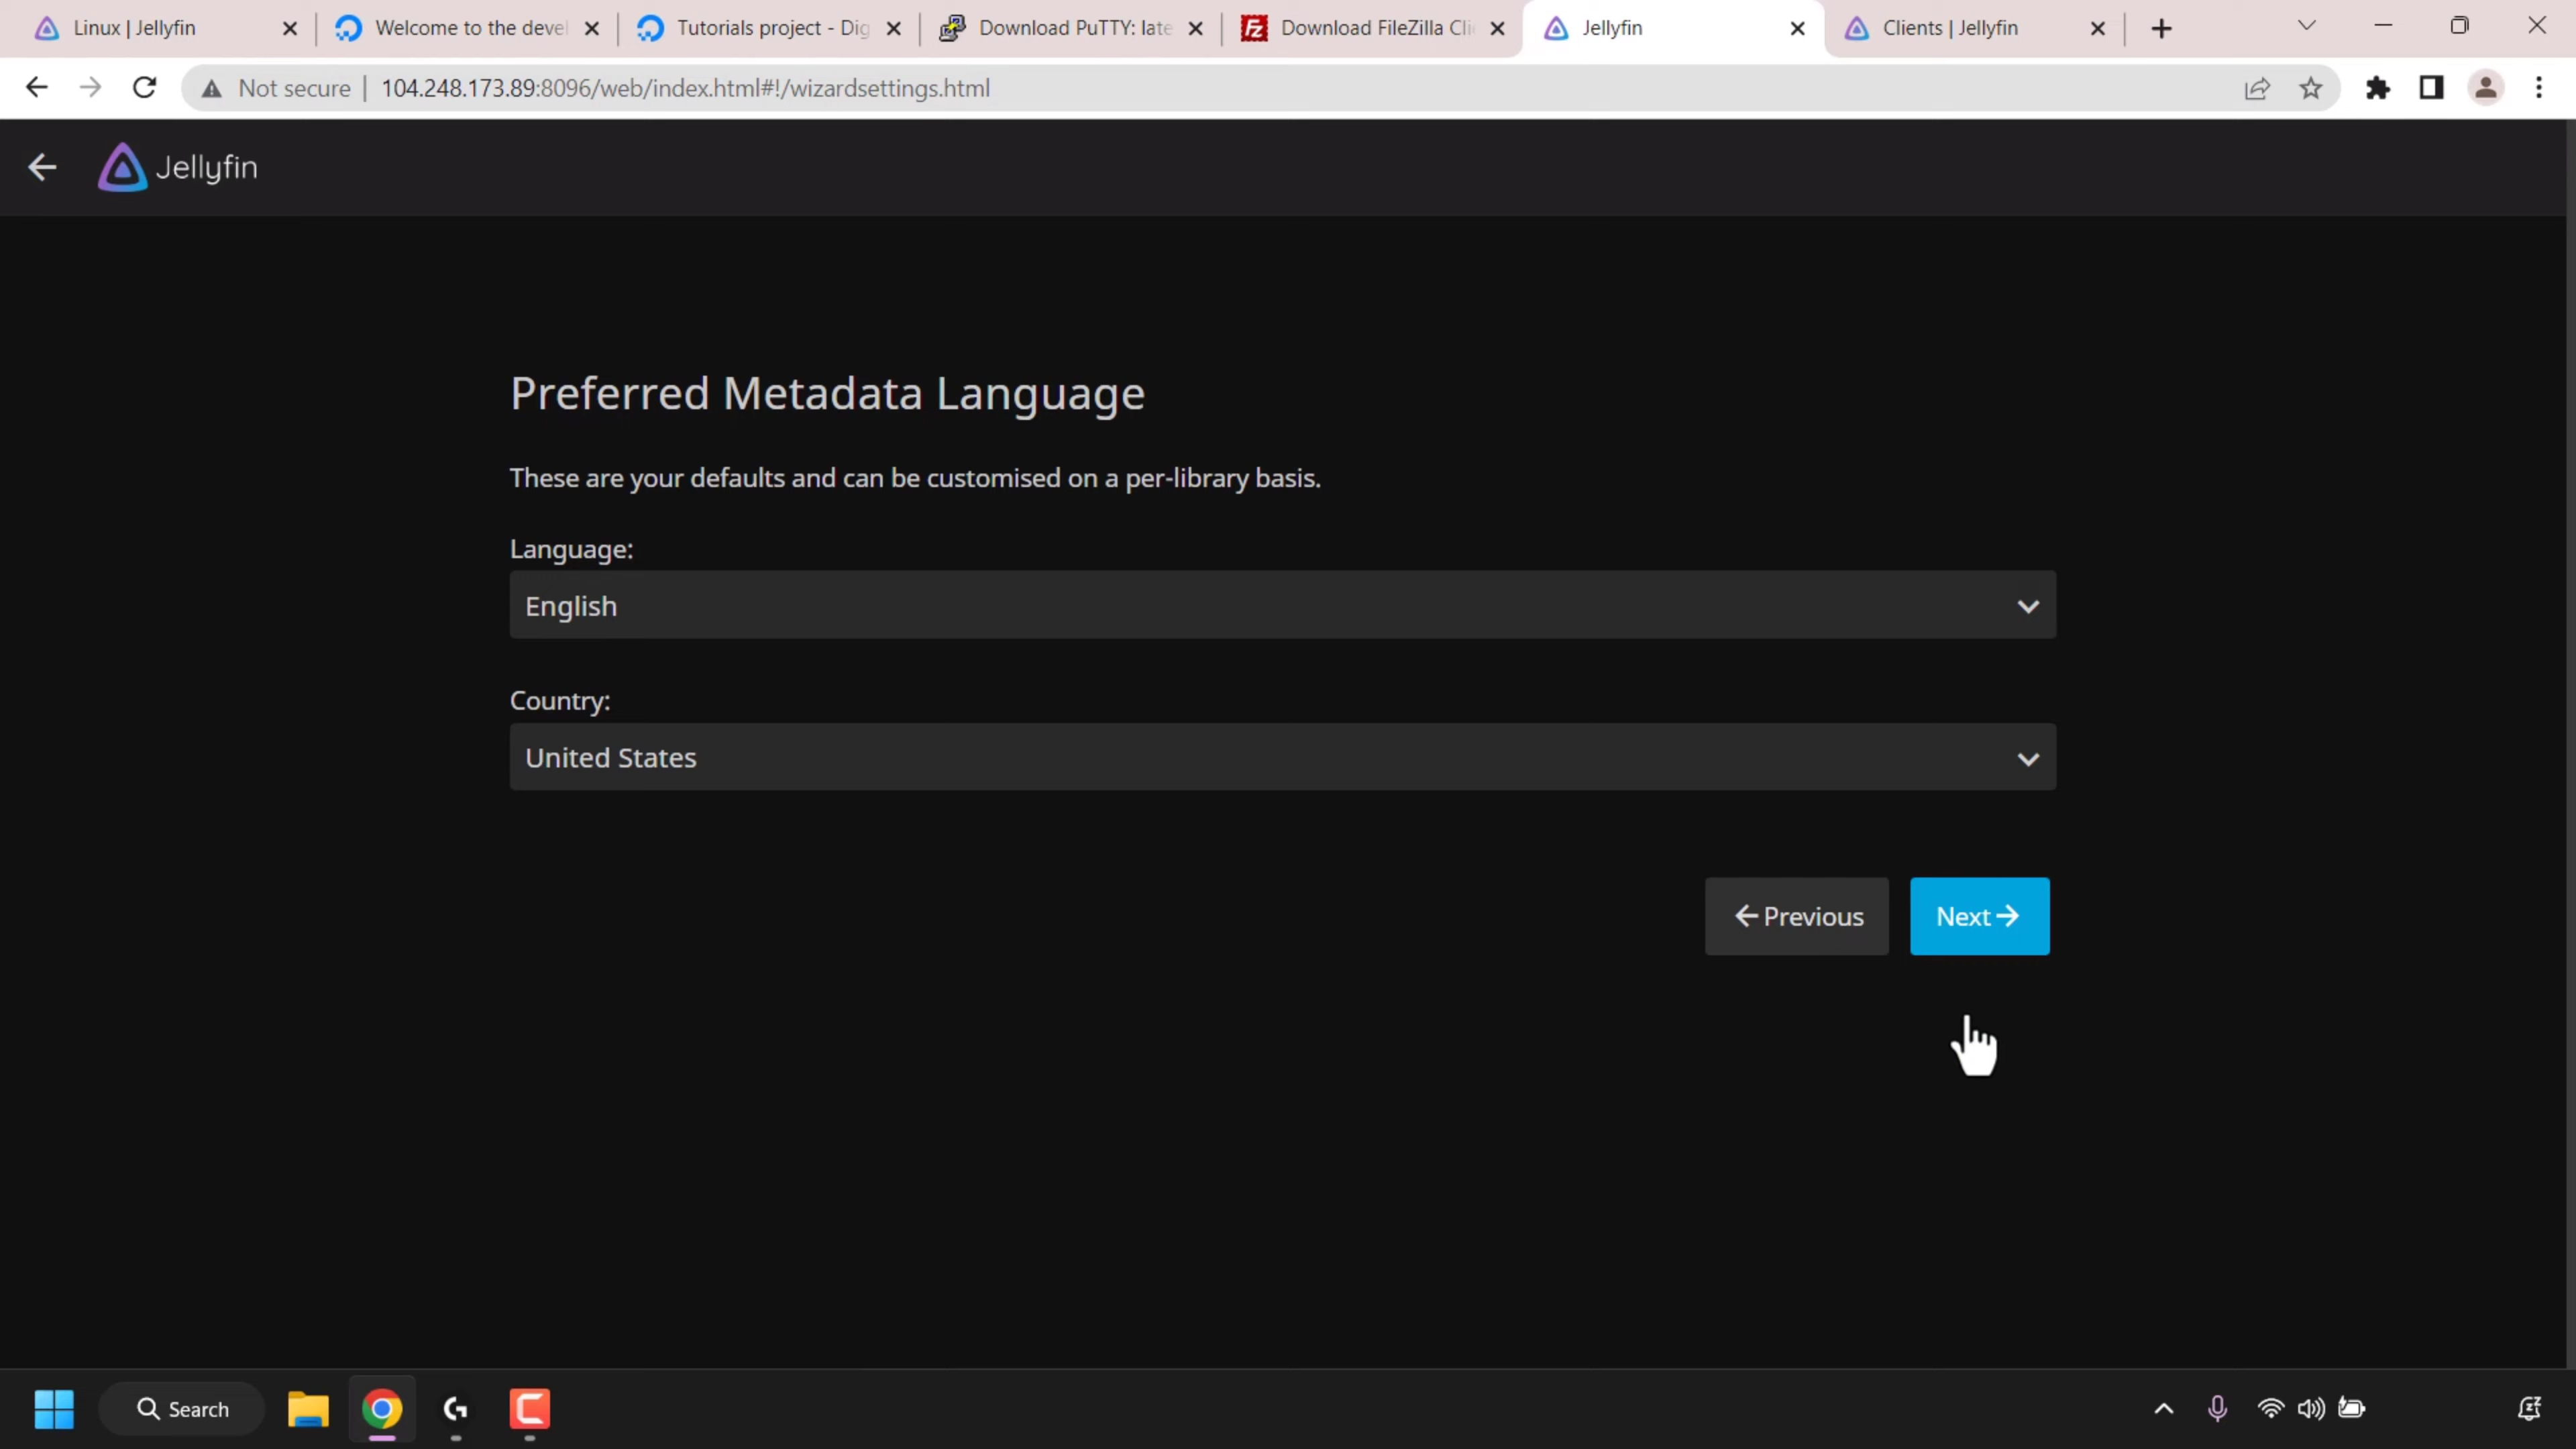 Linux | Jellyfin
Welcome to the devel
Tutorials project - Dig
Download PuTTY: late
Download FileZilla Cli
Jellyfin
Clients | Jellyfin
Not secure | 104.248.173.89:8096/web/index.html#!/wizardsettings.html
Jellyfin
Preferred Metadata Language
These are your defaults and can be customised on a per-library basis.
Language:
English
Country:
United States
Previous
Next
Search